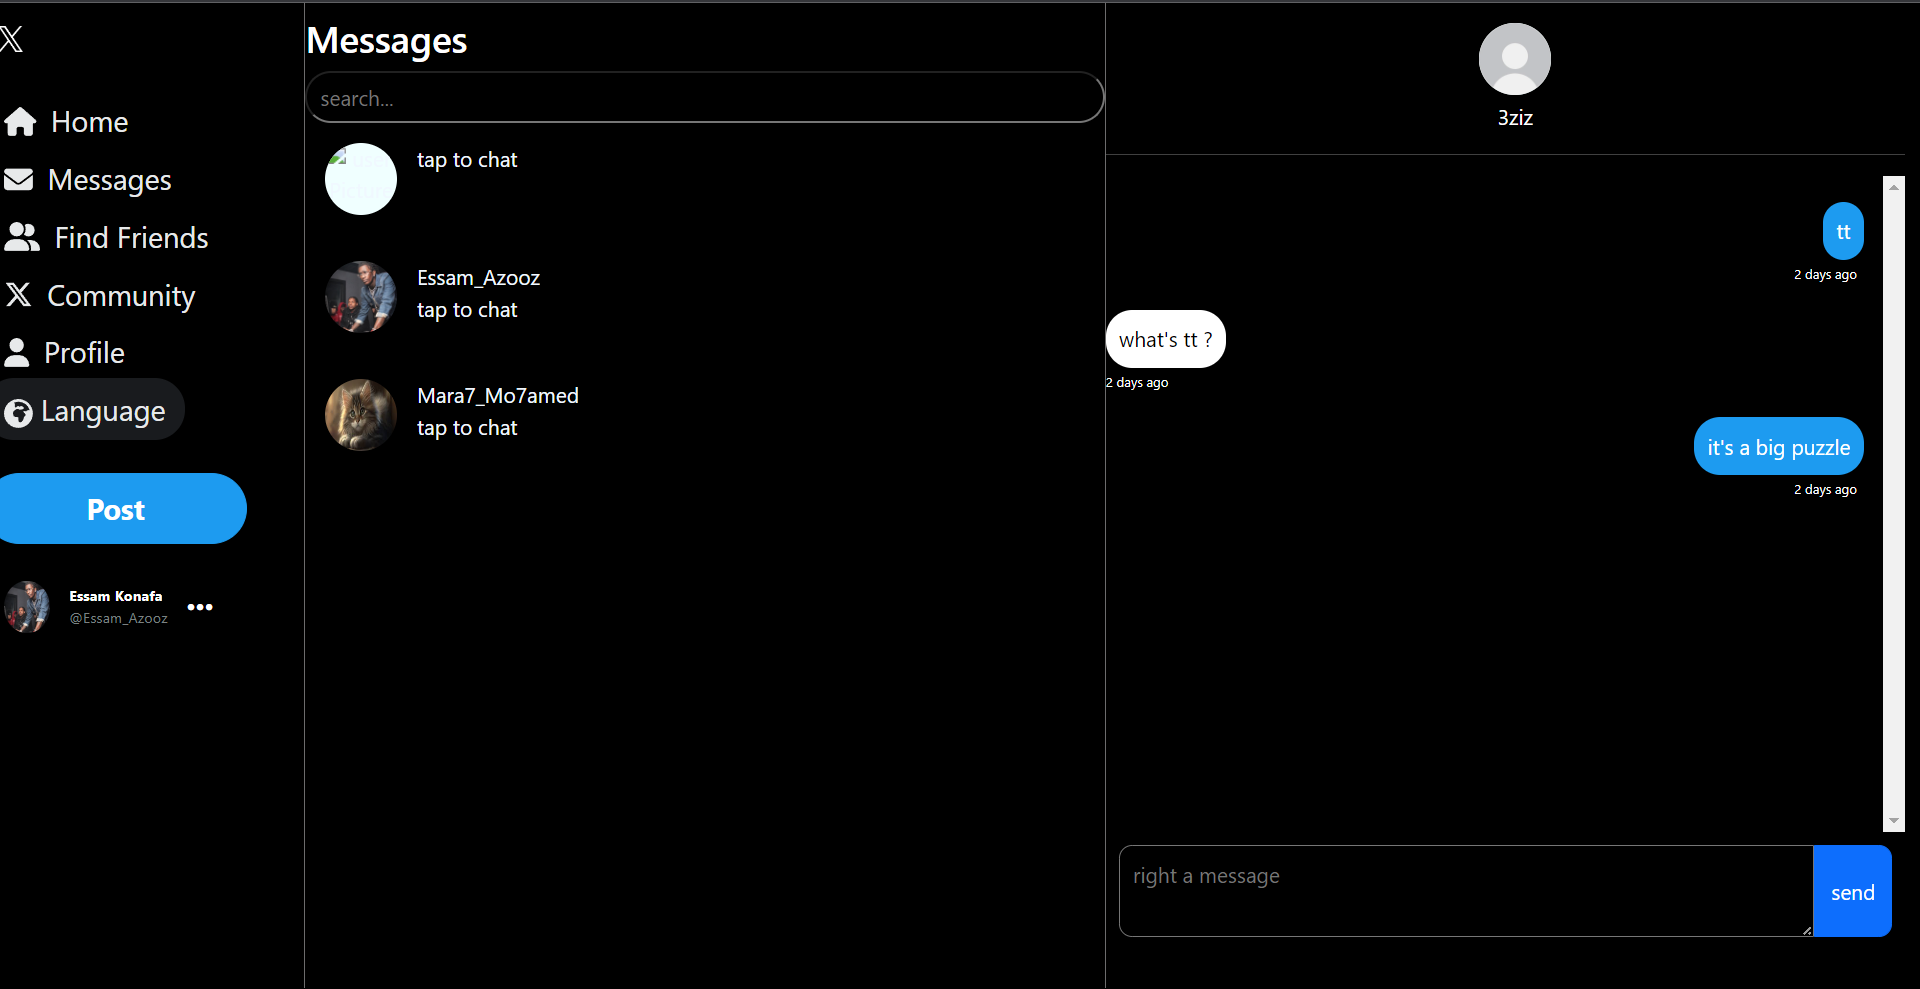 Home
Messages
Find Friends
Community
Profile
Language
Post
Essam Konafa
@Essam_Azooz
Messages
search...
tap to chat
Essam_Azooz
tap to chat
Mara7_Mo7amed
tap to chat
3ziz
tt
2 days ago
what's tt ?
2 days ago
it's a big puzzle
2 days ago
right a message
send